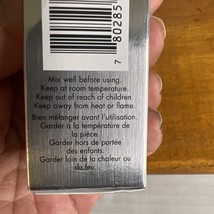 7 80285
Mix well before using.
Keep at room temperature.
Keep out of reach of children.
Keep away from heat or flame.
Bien mélanger avant l'utilisation.
Garder à la température de
la pièce.
Garder hors de portée
des enfants.
Garder loin de la chaleur ou
du feu.